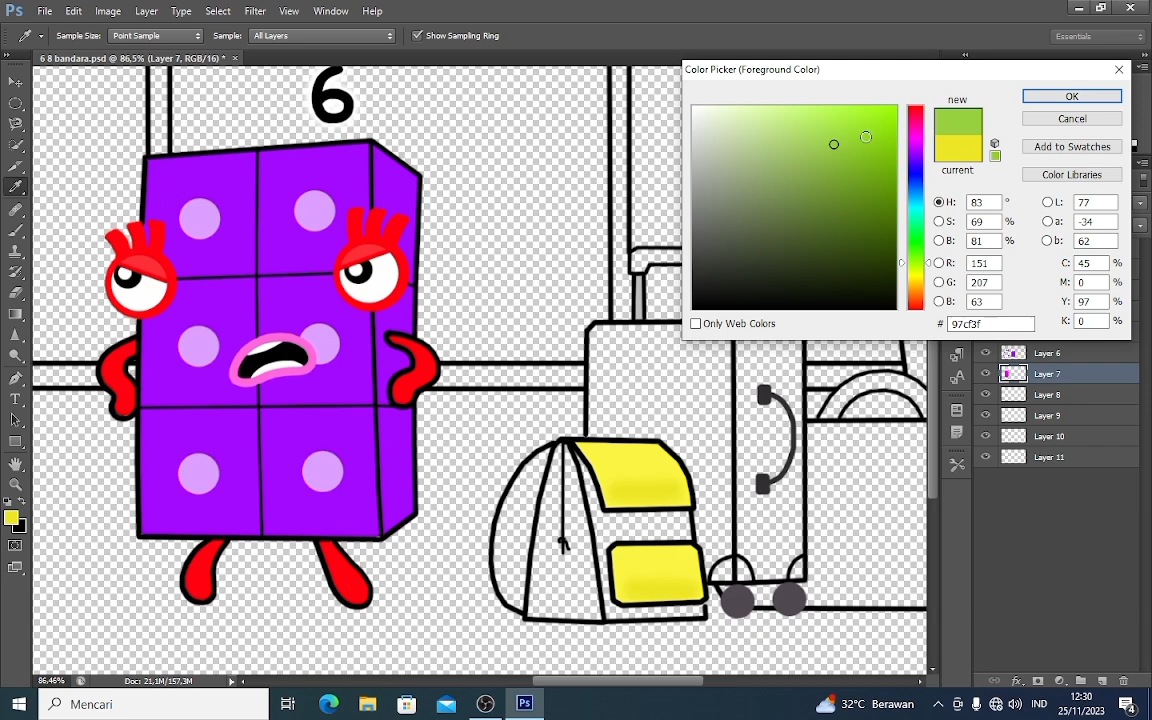 Ps File Edit Image Layer Type Select Filter View Window Help
Sample Size: Point Sample Sample: All Layers Show Sampling Ring Essentials
6 8 bandara.psd @ 86,5% (Layer 7, RGB/16) *
6
Color Picker (Foreground Color)
new
current
OK
Cancel
Add to Swatches
Color Libraries
H: 83 ° L: 77
S: 69 % a: -34
B: 81 % b: 62
R: 151 C: 45 %
G: 207 M: 0 %
B: 63 Y: 97 %
# 97cf3f K: 0 %
Only Web Colors
Layer 6
Layer 7
Layer 8
Layer 9
Layer 10
Layer 11
86,46% Doc: 21,1M/157,3M
Mencari
Ps
32°C Berawan
IND
12:30
25/11/2023
4